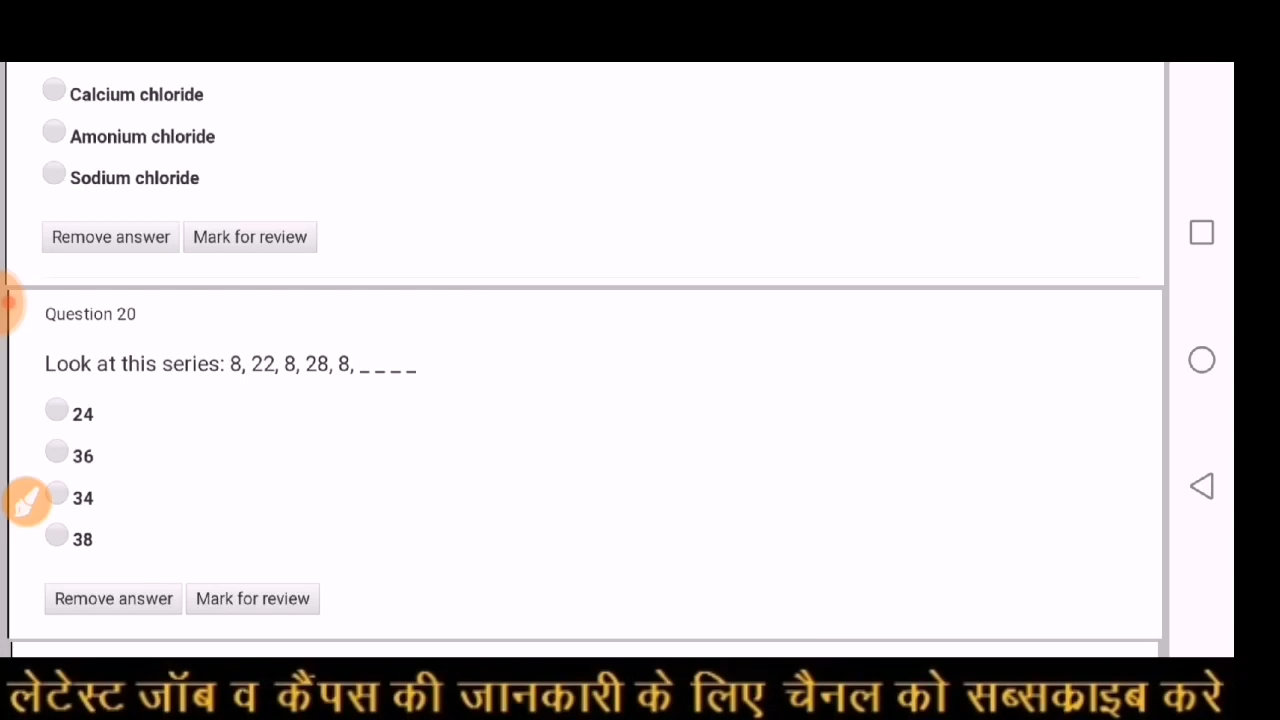 Calcium chloride
Amonium chloride
Sodium chloride
Remove answer Mark for review
Question 20
Look at this series: 8, 22, 8, 28, 8, _ _ _ _
24
36
34
38
Remove answer Mark for review
लेटेस्ट जॉब व कैंपस की जानकारी के लिए चैनल को सब्सक्राइब करे